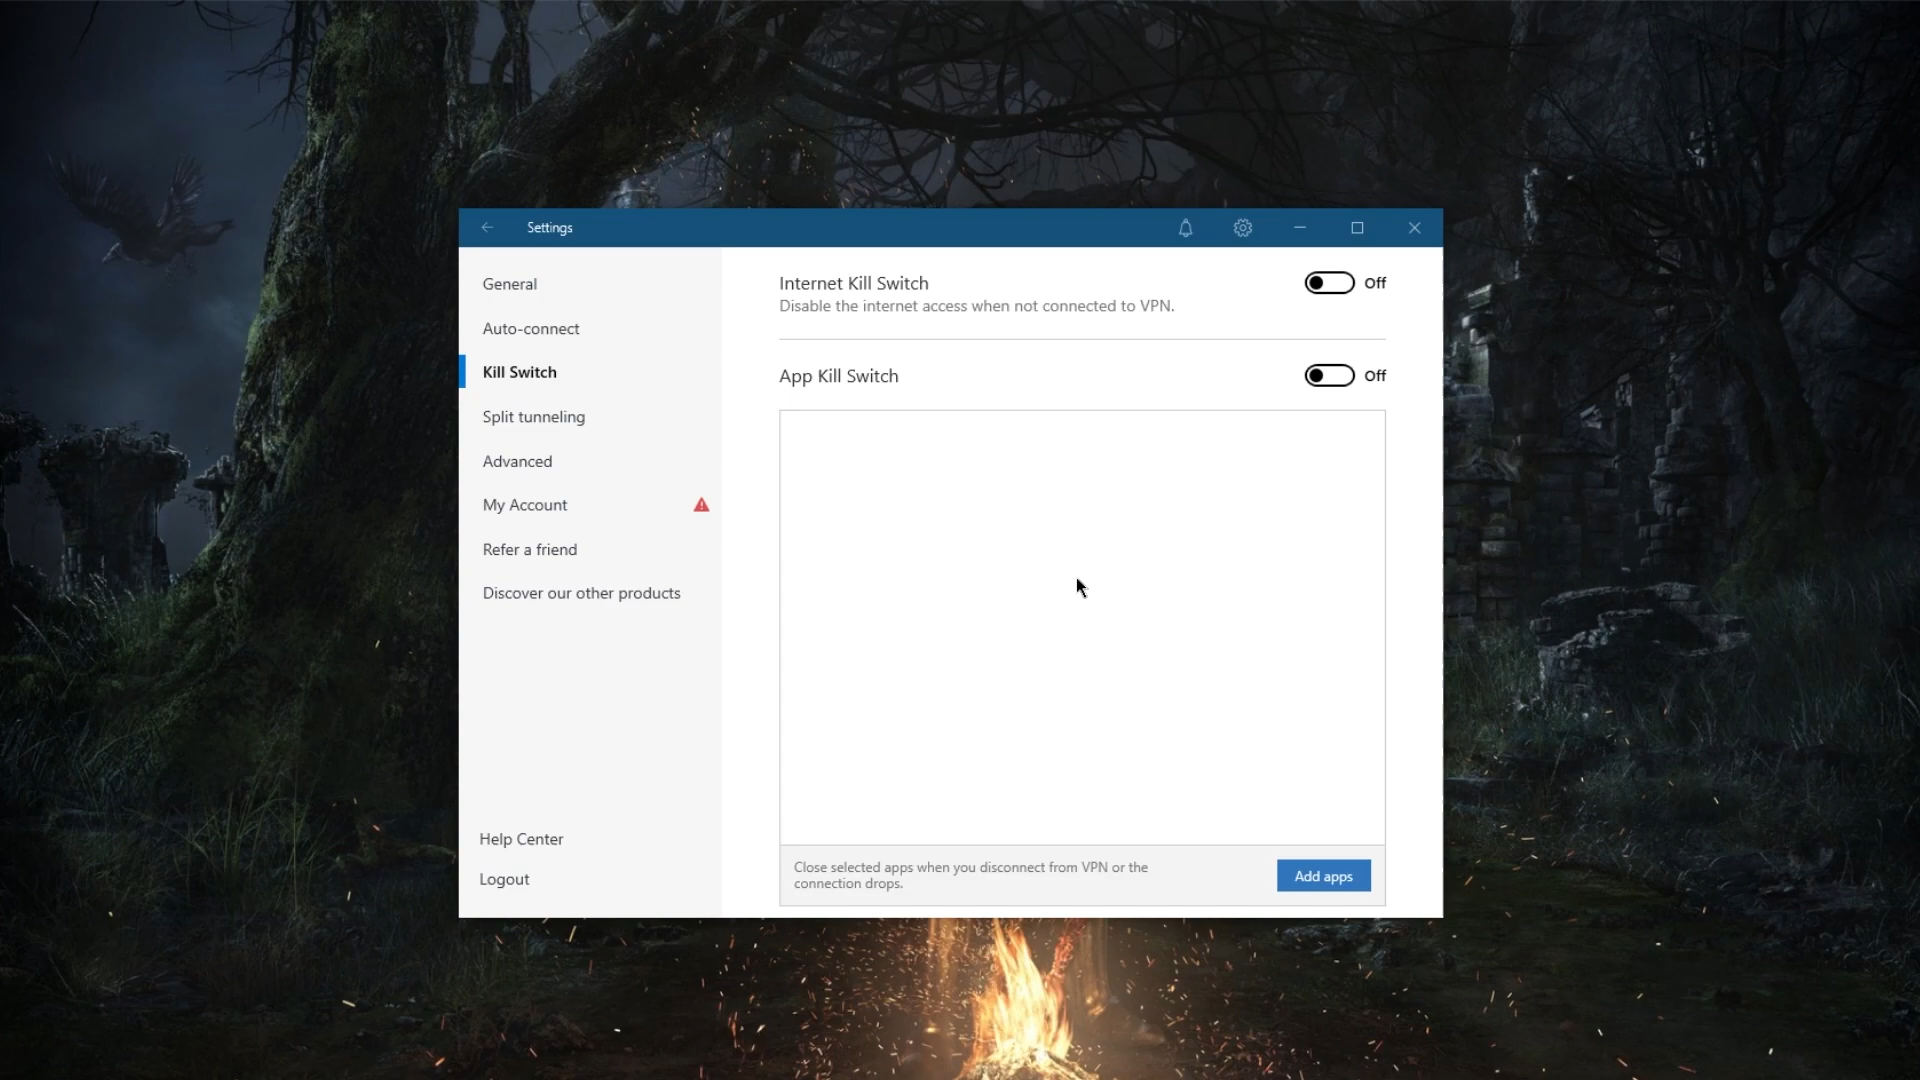 Settings
General
Auto-connect
Kill Switch
Split tunneling
Advanced
My Account
Refer a friend
Discover our other products
Help Center
Logout
Internet Kill Switch
Off
Disable the internet access when not connected to VPN.
App Kill Switch
Off
Close selected apps when you disconnect from VPN or the
connection drops.
Add apps